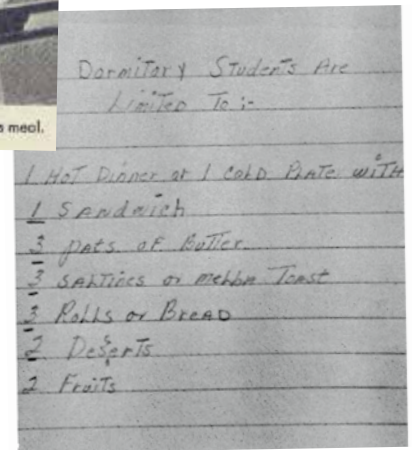 a meal.
Dormitory Students Are
Limited To :-
1 HOT Dinner or 1 COLD PLATE WITH
1 SANDWICH
3 PATS OF BUTTER
3 SALTINES or MELBA TOAST
3 ROLLS or BREAD
2 Deserts
2 Fruits